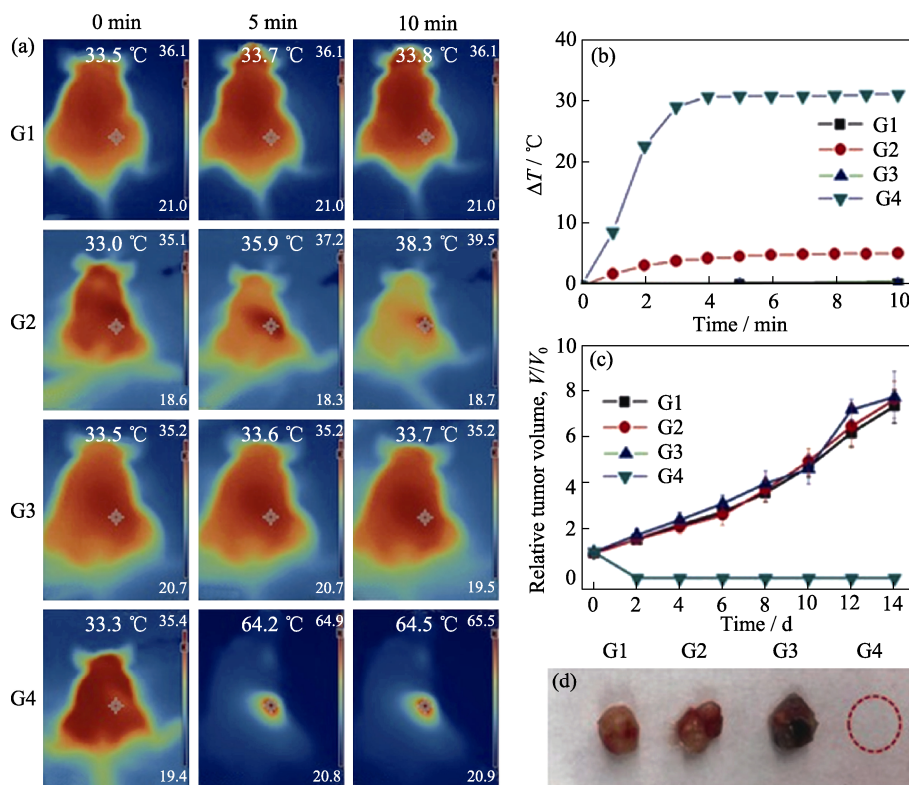 (a)
0 min 5 min 10 min
G1
33.5 ℃ 36.1
21.0
33.7 ℃ 36.1
21.0
33.8 ℃ 36.1
21.0
G2
33.0 ℃ 35.1
18.6
35.9 ℃ 37.2
18.3
38.3 ℃ 39.5
18.7
G3
33.5 ℃ 35.2
20.7
33.6 ℃ 35.2
20.7
33.7 ℃ 35.2
19.5
G4
33.3 ℃ 35.4
19.4
64.2 ℃ 64.9
20.8
64.5 ℃ 65.5
20.9
(b)
ΔT / ℃
40
30
20
10
0
0 2 4 6 8 10
Time / min
G1
G2
G3
G4
(c)
Relative tumor volume, V/V₀
10
8
6
4
2
0
0 2 4 6 8 10 12 14
Time / d
G1
G2
G3
G4
G1 G2 G3 G4
(d)